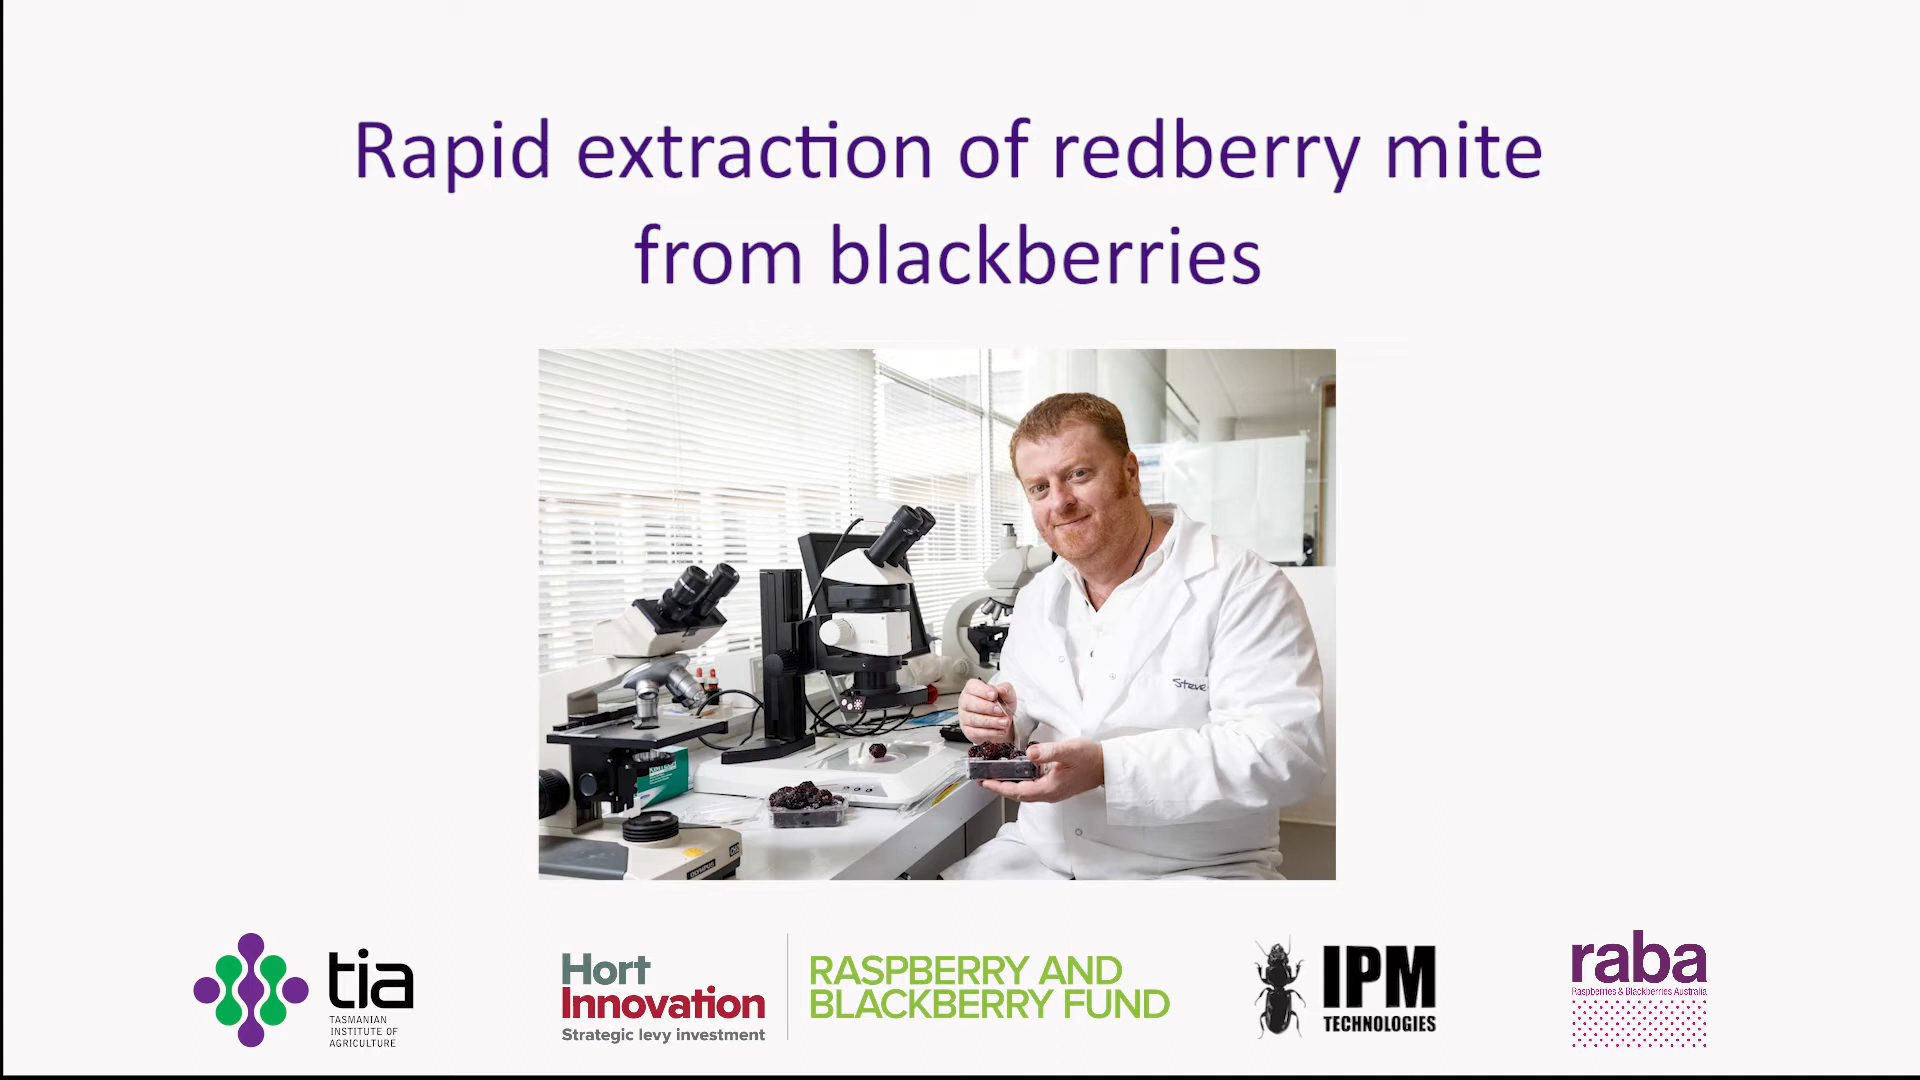 Rapid extraction of redberry mite
from blackberries
Steve
OLYMPUS
tia
TASMANIAN
INSTITUTE OF
AGRICULTURE
Hort
Innovation
Strategic levy investment
RASPBERRY AND
BLACKBERRY FUND
IPM
TECHNOLOGIES
raba
Raspberries & Blackberries Australia